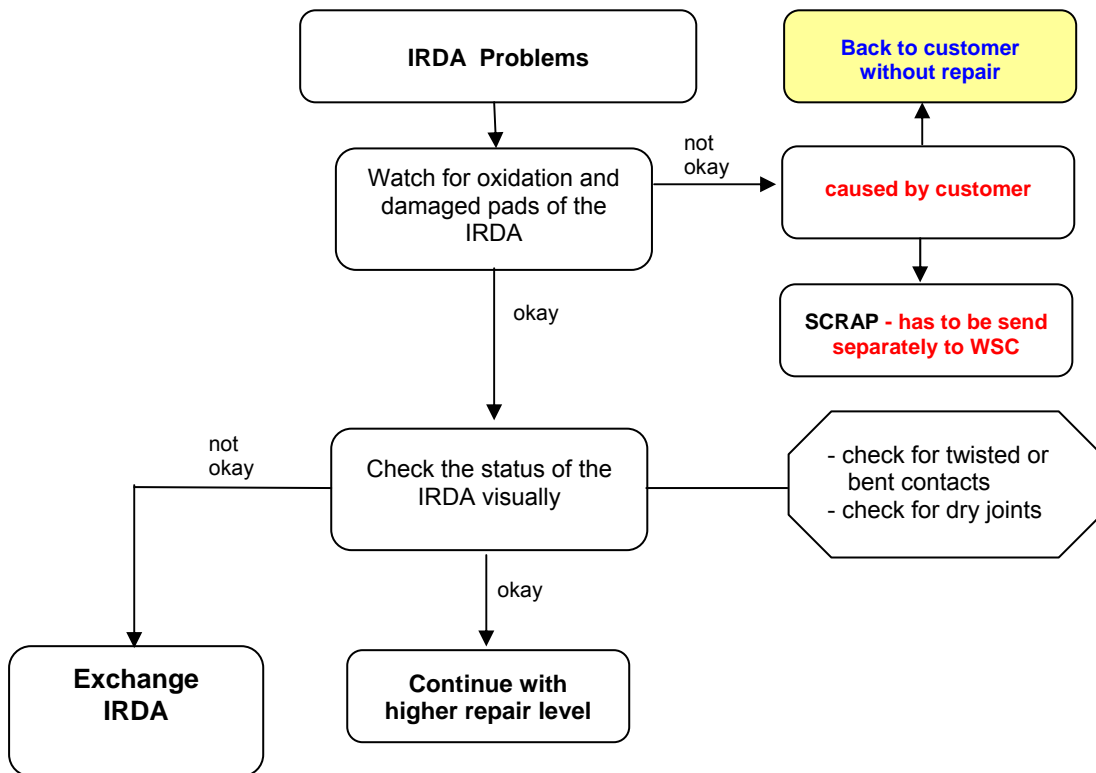 IRDA Problems
Back to customer
without repair
not
okay
Watch for oxidation and
damaged pads of the
IRDA
caused by customer
okay
SCRAP - has to be send
separately to WSC
not
okay
Check the status of the
IRDA visually
- check for twisted or
bent contacts
- check for dry joints
okay
Exchange
IRDA
Continue with
higher repair level